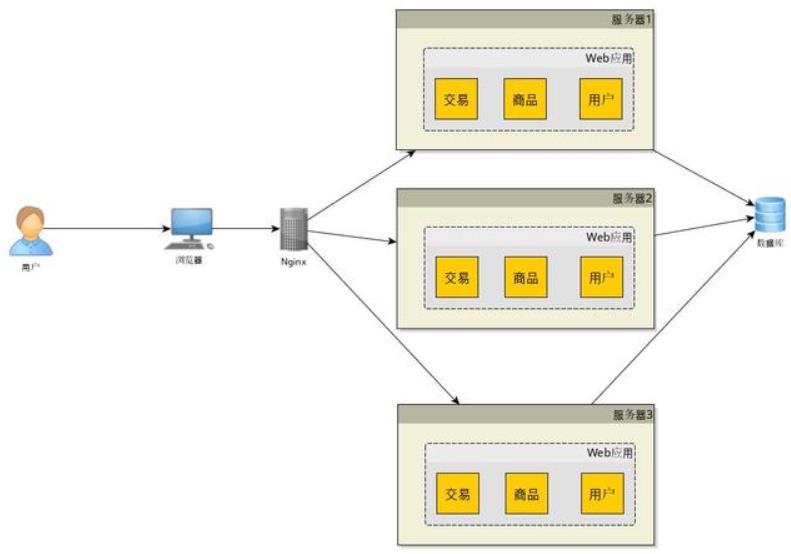 服务器1
Web应用
交易 商品 用户
服务器2
Web应用
交易 商品 用户
用户
浏览器
Nginx
数据库
服务器3
Web应用
交易 商品 用户